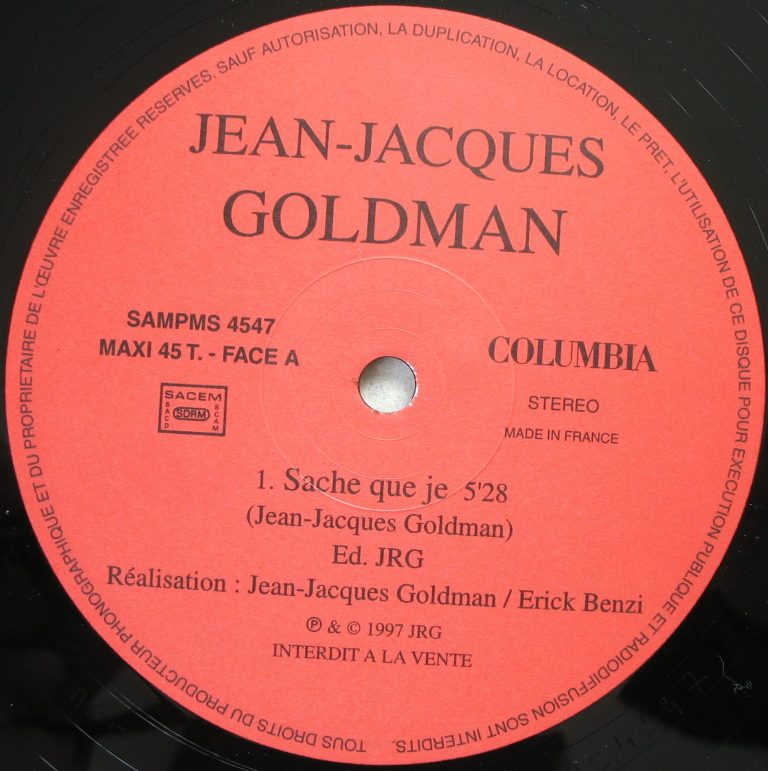 TOUS DROITS DU PRODUCTEUR PHONOGRAPHIQUE ET DU PROPRIETAIRE DE L'ŒUVRE ENREGISTREE RESERVES. SAUF AUTORISATION, LA DUPLICATION, LA LOCATION, LE PRET, L'UTILISATION DE CE DISQUE POUR EXECUTION PUBLIQUE ET RADIODIFFUSION SONT INTERDITS.
JEAN-JACQUES
GOLDMAN
SAMPMS 4547
MAXI 45 T. - FACE A
SACEM
SACD
SDRM
SCAM
COLUMBIA
STEREO
MADE IN FRANCE
1. Sache que je 5'28
(Jean-Jacques Goldman)
Ed. JRG
Réalisation : Jean-Jacques Goldman / Erick Benzi
℗ & © 1997 JRG
INTERDIT A LA VENTE